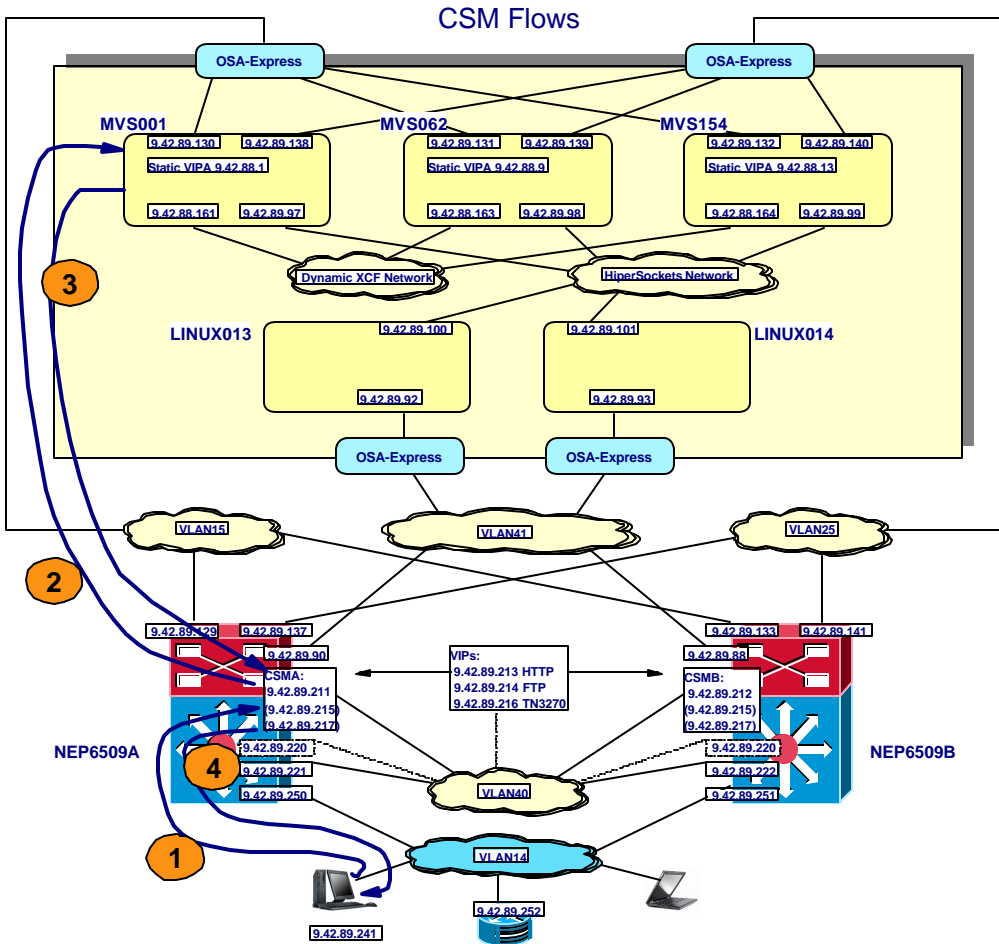 CSM Flows
OSA-Express
OSA-Express
MVS001
MVS062
MVS154
9.42.89.130
9.42.89.138
9.42.89.131
9.42.89.139
9.42.89.132
9.42.89.140
Static VIPA 9.42.88.1
Static VIPA 9.42.88.9
Static VIPA 9.42.88.13
9.42.88.161
9.42.89.97
9.42.88.163
9.42.89.98
9.42.88.164
9.42.89.99
3
Dynamic XCF Network
HiperSockets Network
LINUX013
9.42.89.100
9.42.89.101
LINUX014
9.42.89.92
9.42.89.93
OSA-Express
OSA-Express
VLAN15
VLAN41
VLAN25
2
9.42.89.129
9.42.89.137
9.42.89.133
9.42.89.141
9.42.89.90
9.42.89.88
VIPs:
9.42.89.213 HTTP
9.42.89.214 FTP
9.42.89.216 TN3270
CSMA:
9.42.89.211
(9.42.89.215)
(9.42.89.217)
CSMB:
9.42.89.212
(9.42.89.215)
(9.42.89.217)
NEP6509A
4
9.42.89.220
9.42.89.220
NEP6509B
9.42.89.221
9.42.89.222
9.42.89.250
9.42.89.251
VLAN40
1
VLAN14
9.42.89.252
9.42.89.241